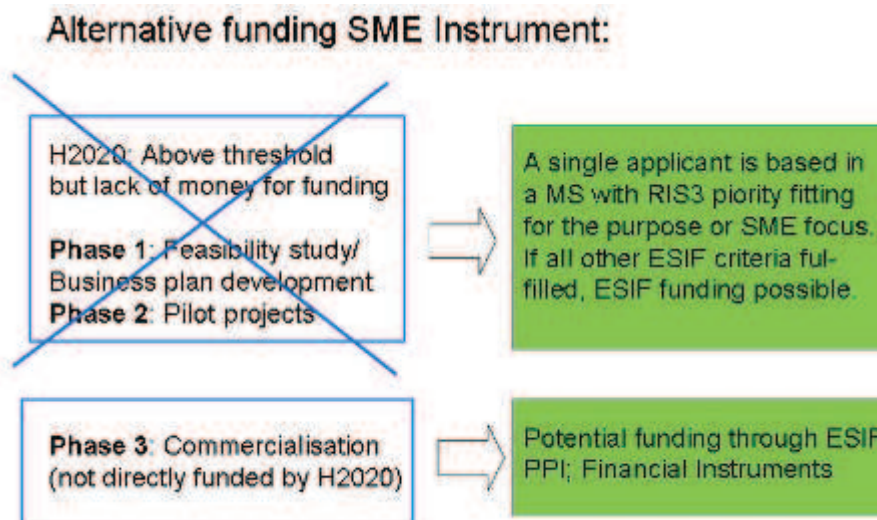 Alternative funding SME Instrument:
H2020: Above threshold
but lack of money for funding
Phase 1: Feasibility study/
Business plan development
Phase 2: Pilot projects
A single applicant is based in
a MS with RIS3 piority fitting
for the purpose or SME focus.
If all other ESIF criteria ful-
filled, ESIF funding possible.
Phase 3: Commercialisation
(not directly funded by H2020)
Potential funding through ESIF
PPI; Financial Instruments